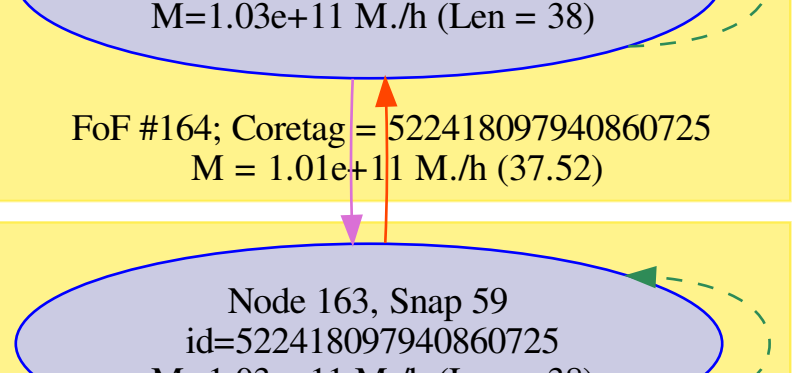 M=1.03e+11 M./h (Len = 38)
FoF #164; Coretag = 522418097940860725
M = 1.01e+11 M./h (37.52)
Node 163, Snap 59
id=522418097940860725